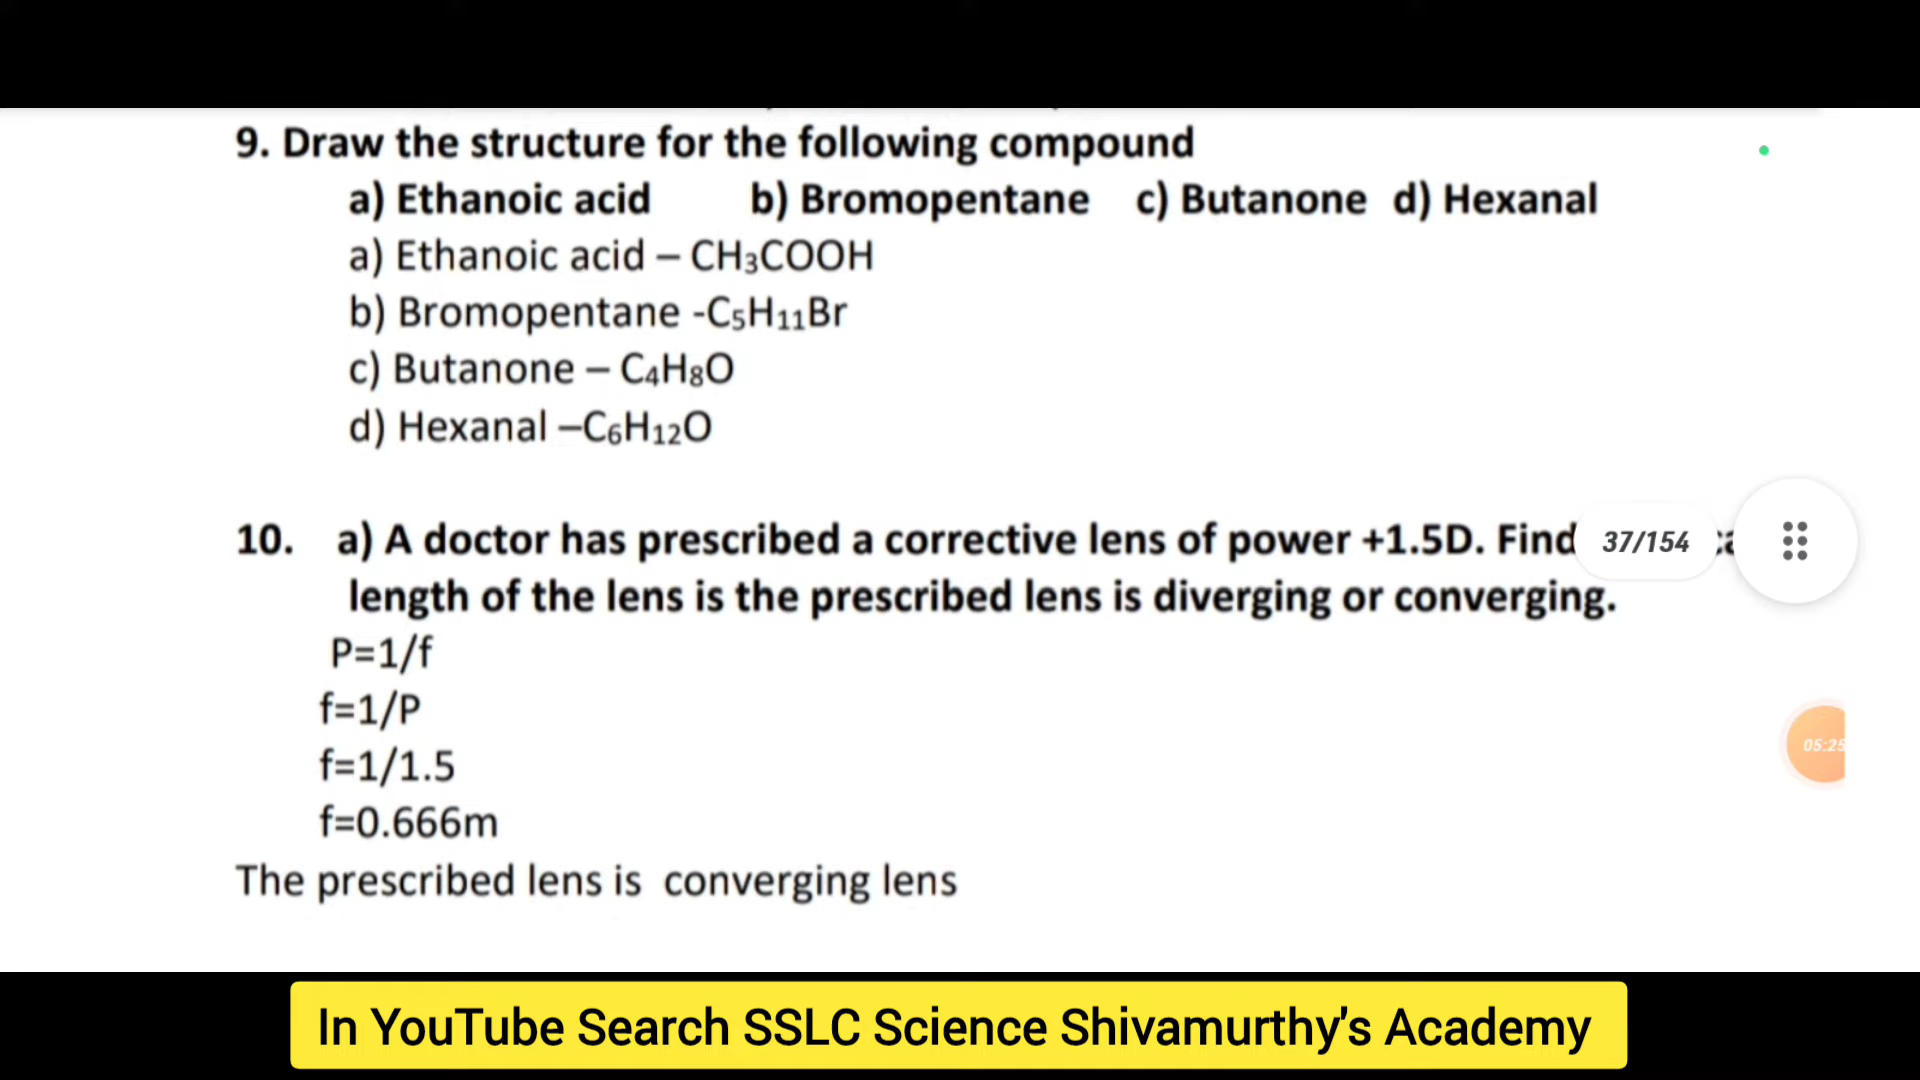 9. Draw the structure for the following compound
a) Ethanoic acid b) Bromopentane c) Butanone d) Hexanal
a) Ethanoic acid – CH₃COOH
b) Bromopentane -C₅H₁₁Br
c) Butanone – C₄H₈O
d) Hexanal –C₆H₁₂O
10. a) A doctor has prescribed a corrective lens of power +1.5D. Find
37/154
length of the lens is the prescribed lens is diverging or converging.
P=1/f
f=1/P
f=1/1.5
05:25
f=0.666m
The prescribed lens is converging lens
In YouTube Search SSLC Science Shivamurthy's Academy